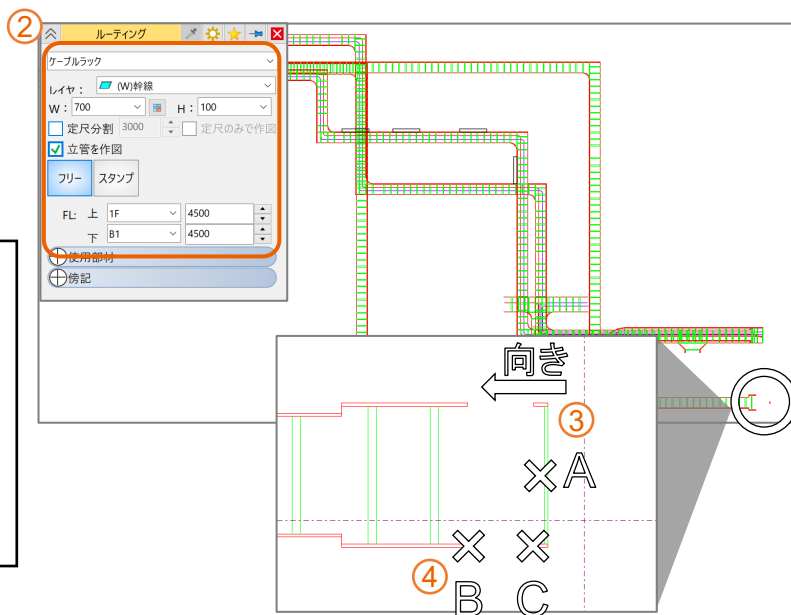 ②
ルーティング
ケーブルラック
レイヤ： (W)幹線
W： 700 H： 100
定尺分割 3000 定尺のみで作図
立管を作図
フリー スタンプ
FL: 上 1F 4500
下 B1 4500
使用部材
傍記
向き
③
A
④
B C